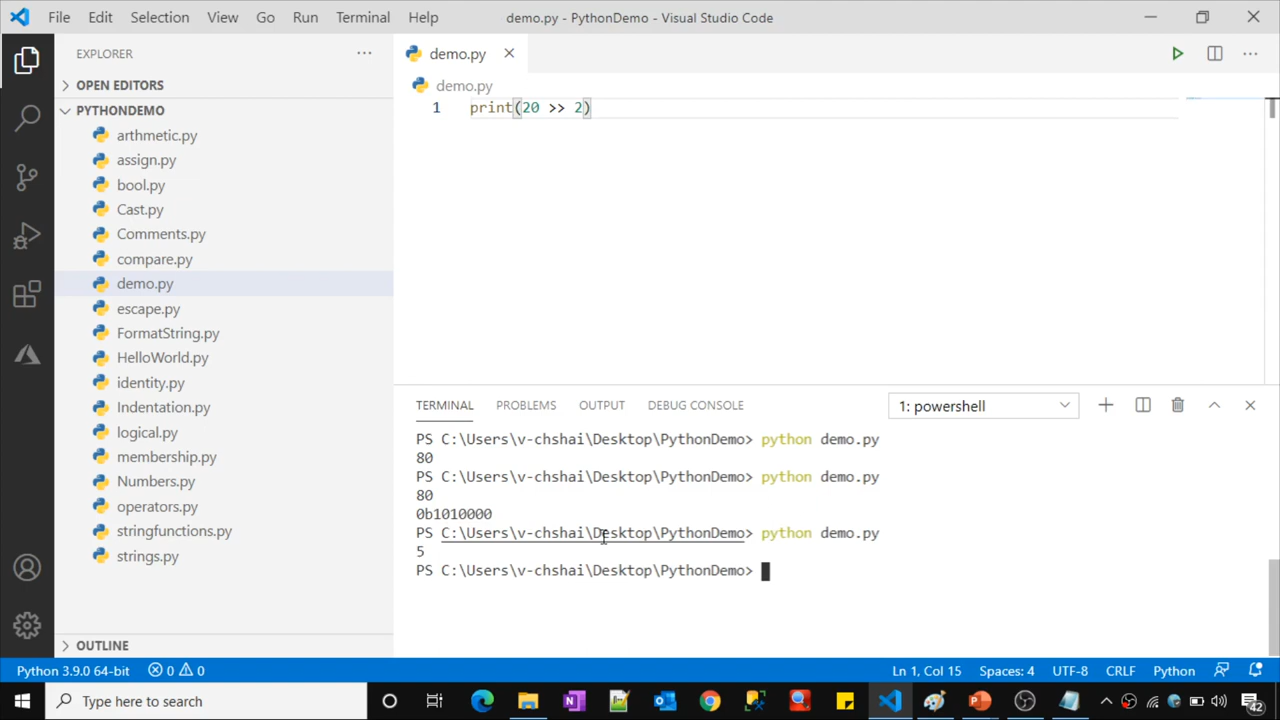 File Edit Selection View Go Run Terminal Help demo.py - PythonDemo - Visual Studio Code
EXPLORER
OPEN EDITORS
PYTHONDEMO
arthmetic.py
assign.py
bool.py
Cast.py
Comments.py
compare.py
demo.py
escape.py
FormatString.py
HelloWorld.py
identity.py
Indentation.py
logical.py
membership.py
Numbers.py
operators.py
stringfunctions.py
strings.py
OUTLINE
demo.py
demo.py
1 print(20 >> 2)
TERMINAL PROBLEMS OUTPUT DEBUG CONSOLE 1: powershell
PS C:\Users\v-chshai\Desktop\PythonDemo> python demo.py
80
PS C:\Users\v-chshai\Desktop\PythonDemo> python demo.py
80
0b1010000
PS C:\Users\v-chshai\Desktop\PythonDemo> python demo.py
5
PS C:\Users\v-chshai\Desktop\PythonDemo>
Python 3.9.0 64-bit 0 0 Ln 1, Col 15 Spaces: 4 UTF-8 CRLF Python
Type here to search 42